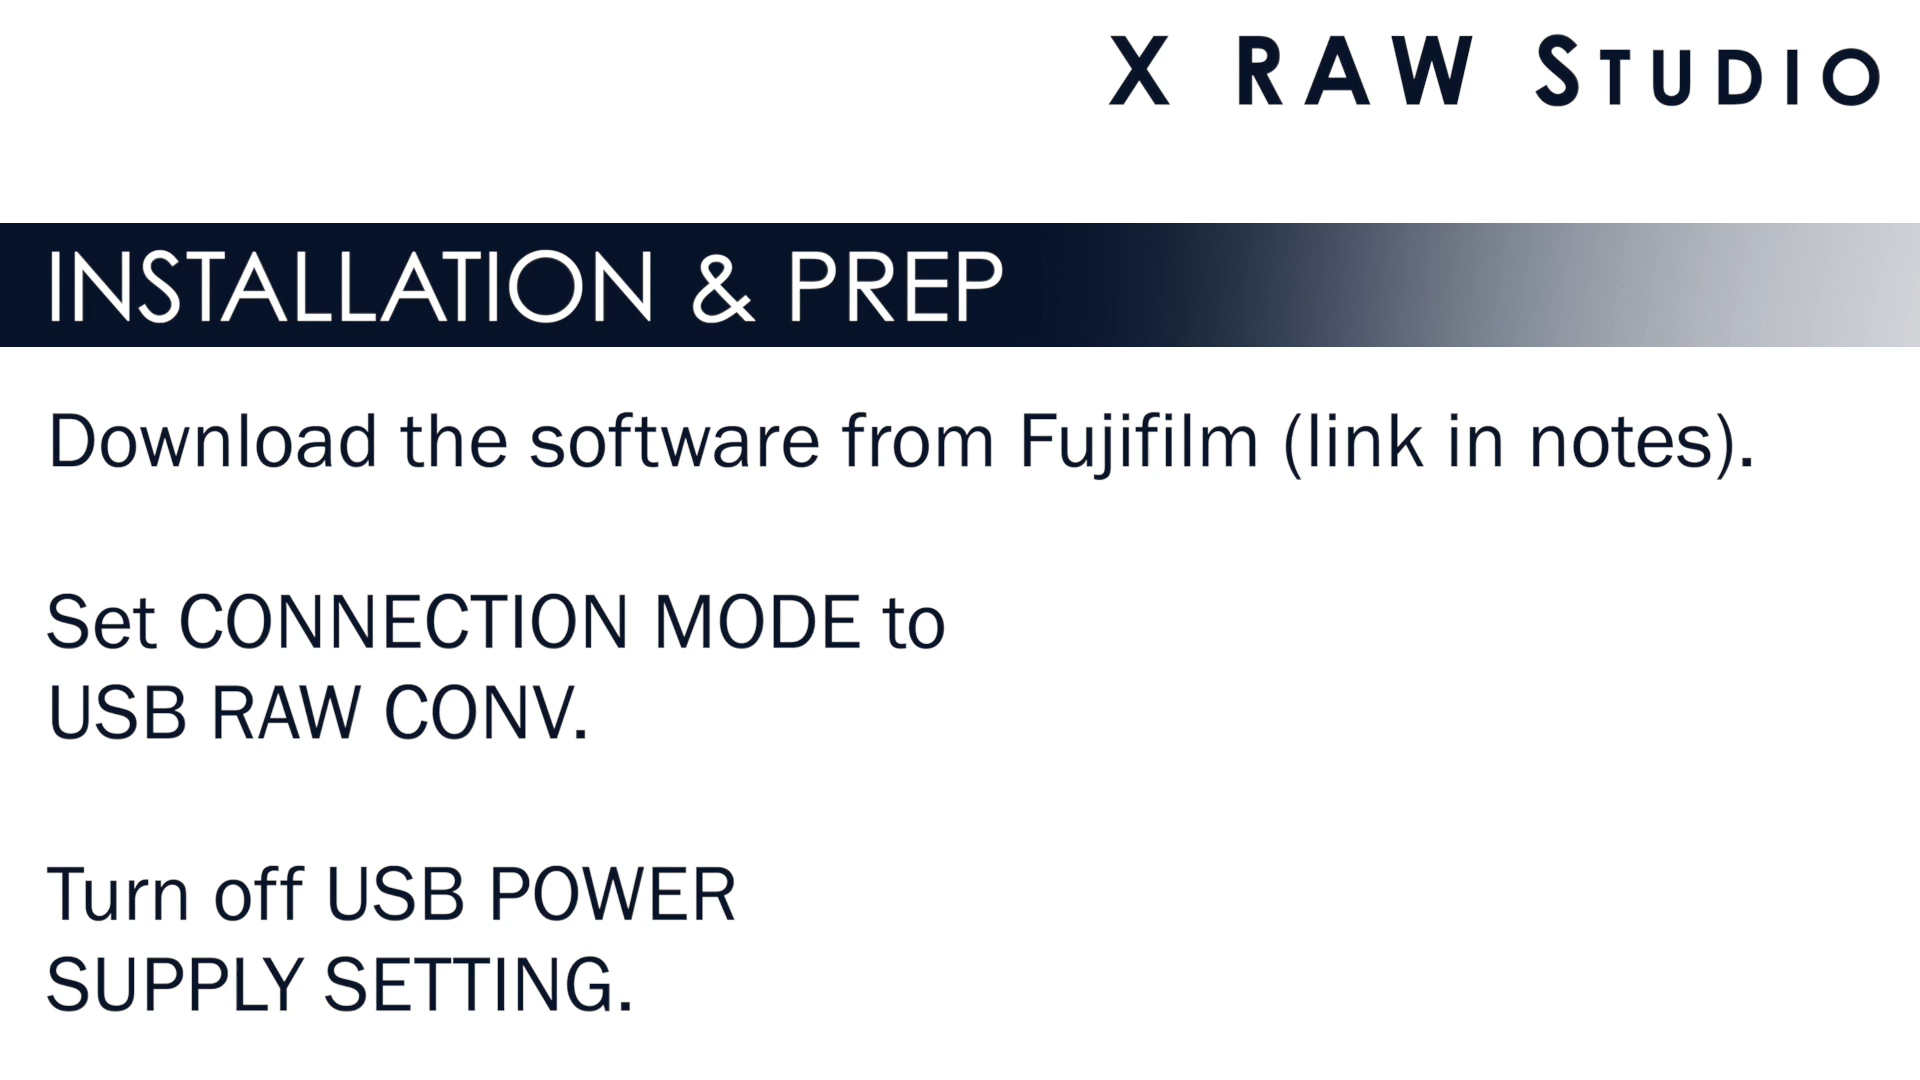 X RAW STUDIO
INSTALLATION & PREP
Download the software from Fujifilm (link in notes).
Set CONNECTION MODE to
USB RAW CONV.
Turn off USB POWER
SUPPLY SETTING.